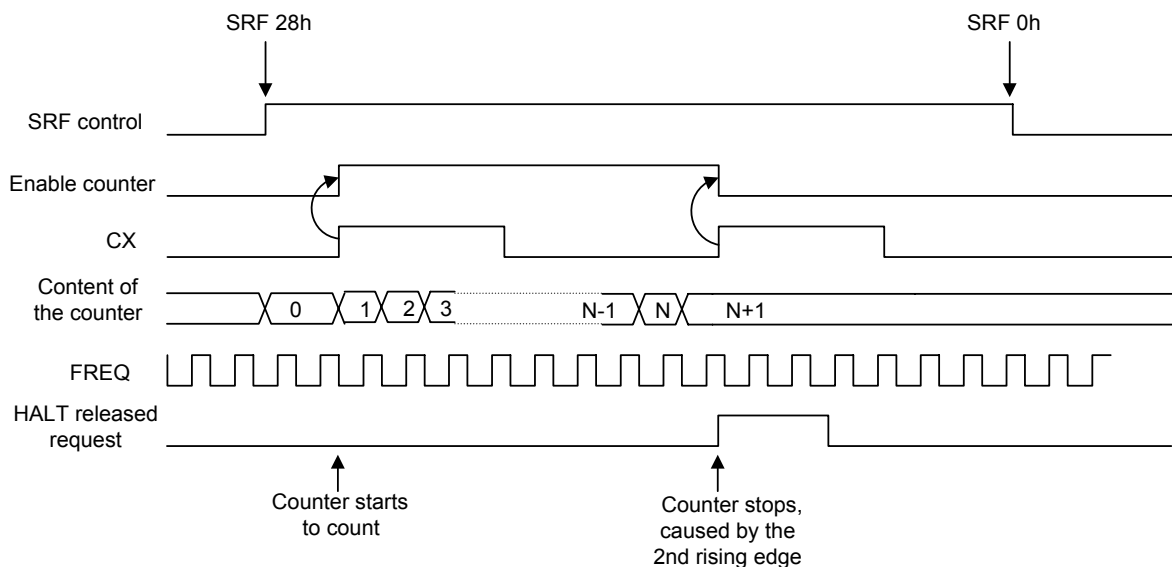 SRF 28h
SRF 0h
SRF control
Enable counter
CX
Content of
the counter
0
1
2
3
N-1
N
N+1
FREQ
HALT released
request
Counter starts
to count
Counter stops,
caused by the
2nd rising edge